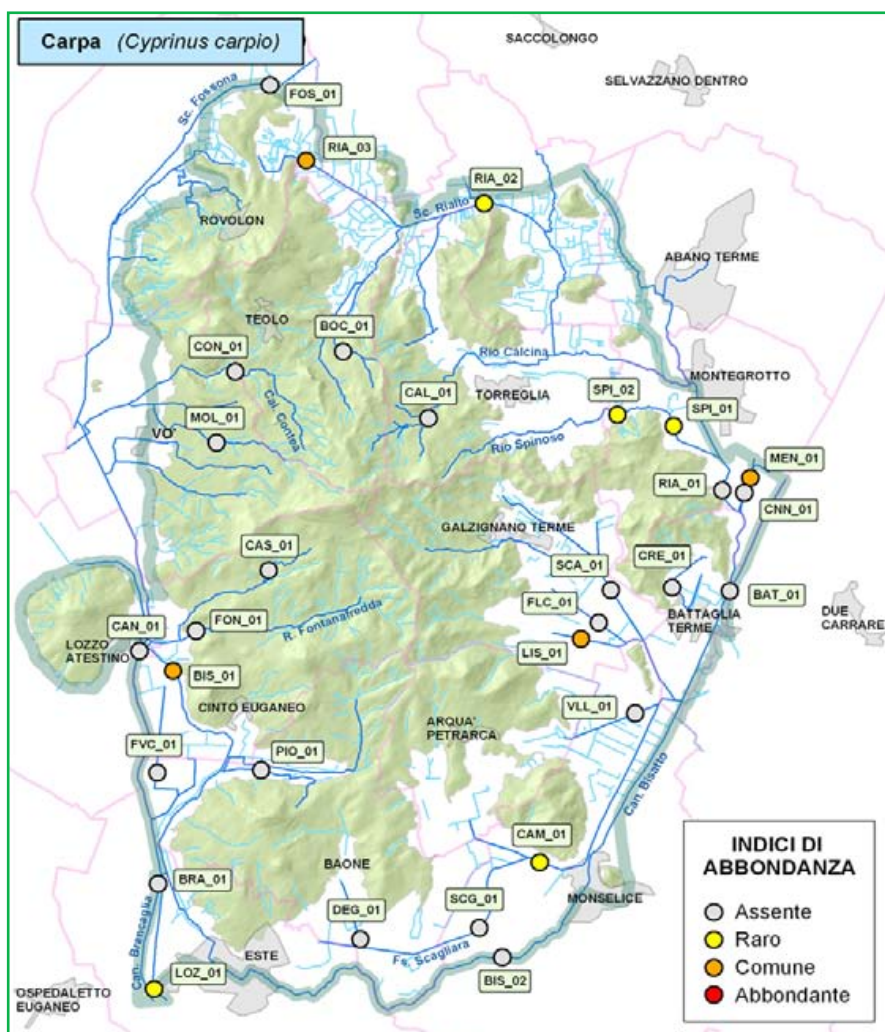 Carpa (Cyprinus carpio)
SACCOLONGO
SELVAZZANO DENTRO
Sc. Fossona
FOS_01
RIA_03
RIA_02
Sc. Rialto
ROVOLON
ABANO TERME
TEOLO
BOC_01
CON_01
Rio Calcina
MONTEGROTTO
CAL_01
TORREGLIA
SPI_02
SPI_01
MOL_01
Cal. Contea
VO'
Rio Spinoso
MEN_01
RIA_01
CNN_01
GALZIGNANO TERME
CAS_01
SCA_01
CRE_01
BAT_01
FLC_01
DUE
CARRARE
CAN_01
FON_01
R. Fontanafredda
BATTAGLIA
TERME
LOZZO
ATESTINO
LIS_01
BIS_01
CINTO EUGANEO
VLL_01
ARQUA'
PETRARCA
FVC_01
PIO_01
Can. Bisatto
CAM_01
BAONE
BRA_01
MONSELICE
SCG_01
DEG_01
Can. Brancaglia
Fs. Scagliara
ESTE
BIS_02
LOZ_01
OSPEDALETTO
EUGANEO
INDICI DI
ABBONDANZA
Assente
Raro
Comune
Abbondante